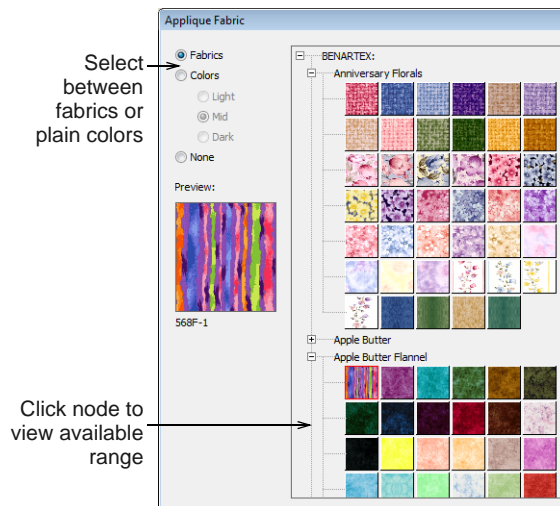 Applique Fabric
Select
between
fabrics or
plain colors
Fabrics
Colors
Light
Mid
Dark
None
Preview:
568F-1
BENARTEX:
Anniversary Florals
Apple Butter
Apple Butter Flannel
Click node to
view available
range